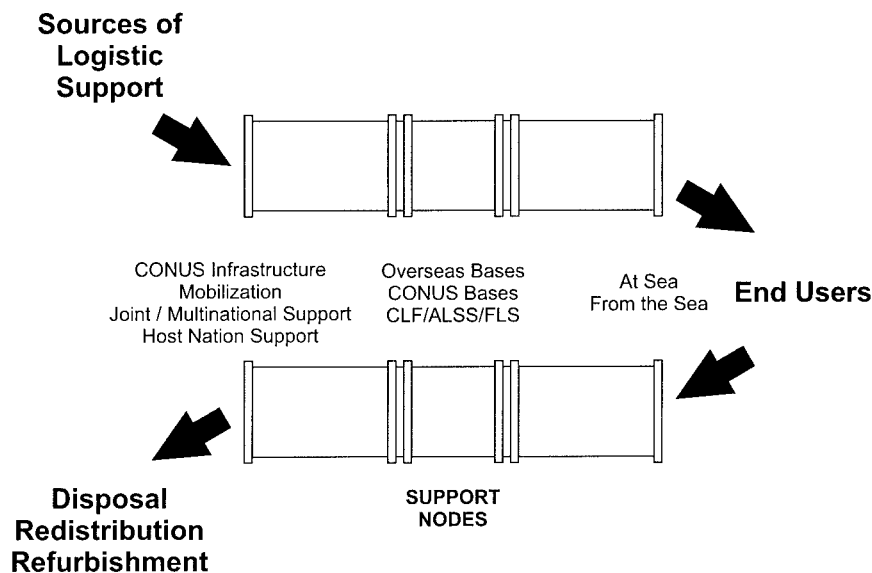 Sources of
Logistic
Support
CONUS Infrastructure
Mobilization
Joint / Multinational Support
Host Nation Support
Overseas Bases
CONUS Bases
CLF/ALSS/FLS
At Sea
From the Sea
End Users
Disposal
Redistribution
Refurbishment
SUPPORT
NODES